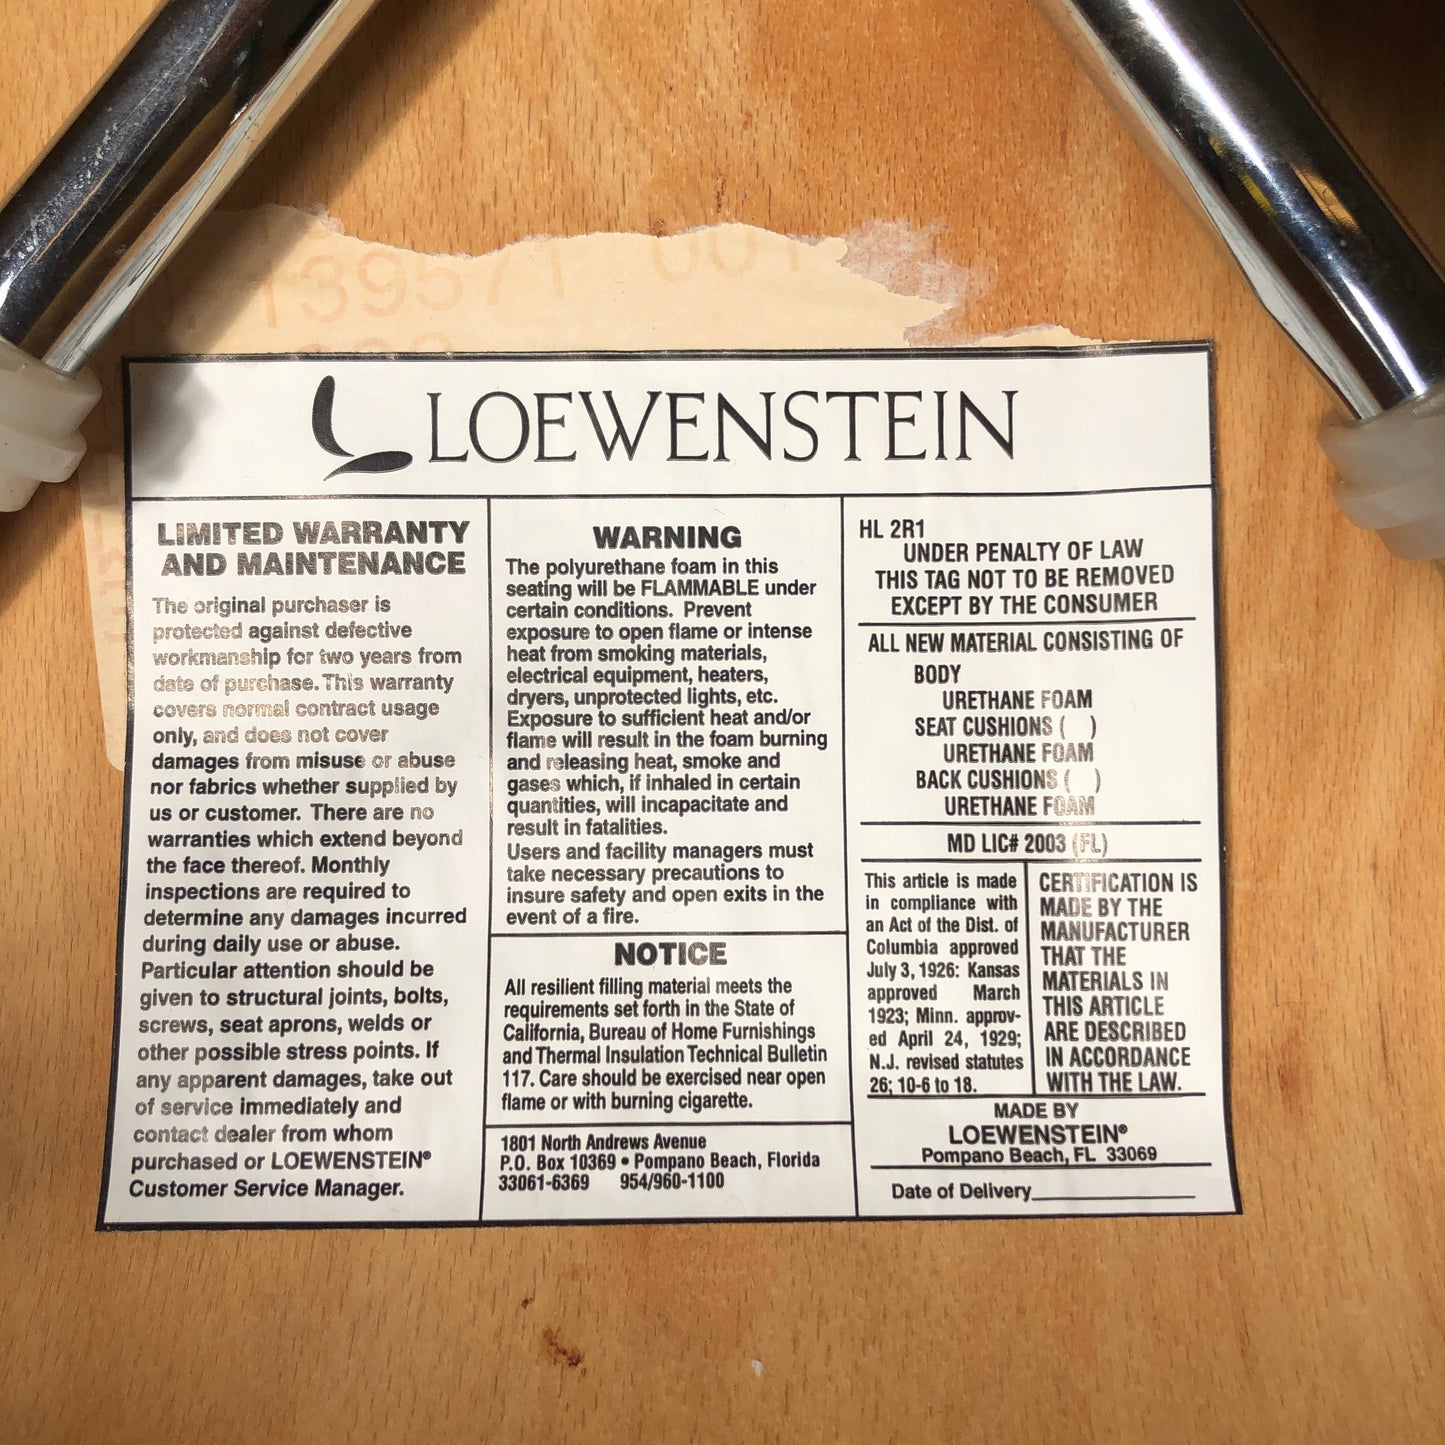 139571 001
LOEWENSTEIN
LIMITED WARRANTY
AND MAINTENANCE
The original purchaser is
protected against defective
workmanship for two years from
date of purchase. This warranty
covers normal contract usage
only, and does not cover
damages from misuse or abuse
nor fabrics whether supplied by
us or customer. There are no
warranties which extend beyond
the face thereof. Monthly
inspections are required to
determine any damages incurred
during daily use or abuse.
Particular attention should be
given to structural joints, bolts,
screws, seat aprons, welds or
other possible stress points. If
any apparent damages, take out
of service immediately and
contact dealer from whom
purchased or LOEWENSTEIN®
Customer Service Manager.
WARNING
The polyurethane foam in this
seating will be FLAMMABLE under
certain conditions. Prevent
exposure to open flame or intense
heat from smoking materials,
electrical equipment, heaters,
dryers, unprotected lights, etc.
Exposure to sufficient heat and/or
flame will result in the foam burning
and releasing heat, smoke and
gases which, if inhaled in certain
quantities, will incapacitate and
result in fatalities.
Users and facility managers must
take necessary precautions to
insure safety and open exits in the
event of a fire.
NOTICE
All resilient filling material meets the
requirements set forth in the State of
California, Bureau of Home Furnishings
and Thermal Insulation Technical Bulletin
117. Care should be exercised near open
flame or with burning cigarette.
1801 North Andrews Avenue
P.O. Box 10369 • Pompano Beach, Florida
33061-6369 954/960-1100
HL 2R1
UNDER PENALTY OF LAW
THIS TAG NOT TO BE REMOVED
EXCEPT BY THE CONSUMER
ALL NEW MATERIAL CONSISTING OF
BODY
URETHANE FOAM
SEAT CUSHIONS ( )
URETHANE FOAM
BACK CUSHIONS ( )
URETHANE FOAM
MD LIC# 2003 (FL)
This article is made
in compliance with
an Act of the Dist. of
Columbia approved
July 3, 1926: Kansas
approved March
1923; Minn. approv-
ed April 24, 1929;
N.J. revised statutes
26; 10-6 to 18.
CERTIFICATION IS
MADE BY THE
MANUFACTURER
THAT THE
MATERIALS IN
THIS ARTICLE
ARE DESCRIBED
IN ACCORDANCE
WITH THE LAW.
MADE BY
LOEWENSTEIN®
Pompano Beach, FL 33069
Date of Delivery